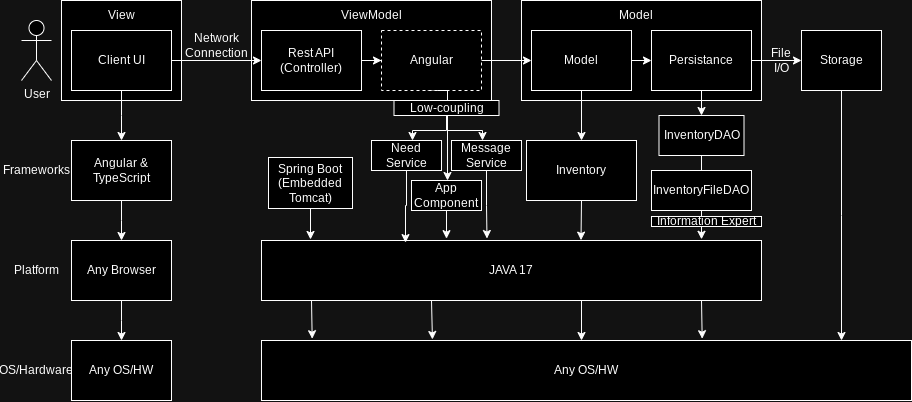 View
ViewModel
Model
User
Client UI
Network
Connection
Rest API
(Controller)
Angular
Model
Persistance
File
I/O
Storage
Low-coupling
Frameworks
Angular &
TypeScript
Spring Boot
(Embedded
Tomcat)
Need
Service
Message
Service
App
Component
Inventory
InventoryDAO
InventoryFileDAO
Information Expert
Platform
Any Browser
JAVA 17
OS/Hardware
Any OS/HW
Any OS/HW